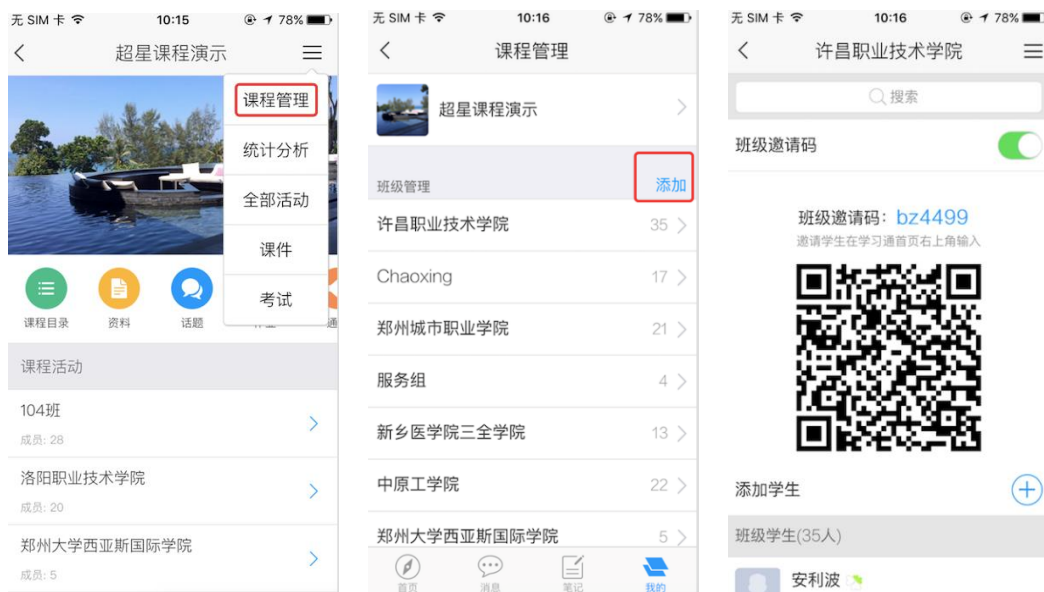 无 SIM 卡 10:15 78%
超星课程演示
课程管理
统计分析
全部活动
课件
考试
课程目录 资料 话题
课程活动
104班
成员: 28
洛阳职业技术学院
成员: 20
郑州大学西亚斯国际学院
成员: 5
无 SIM 卡 10:16 78%
课程管理
超星课程演示
班级管理 添加
许昌职业技术学院 35
Chaoxing 17
郑州城市职业学院 21
服务组 4
新乡医学院三全学院 13
中原工学院 22
郑州大学西亚斯国际学院 5
首页 消息 笔记 我的
无 SIM 卡 10:16 78%
许昌职业技术学院
搜索
班级邀请码
班级邀请码：bz4499
邀请学生在学习通首页右上角输入
添加学生
班级学生(35人)
安利波